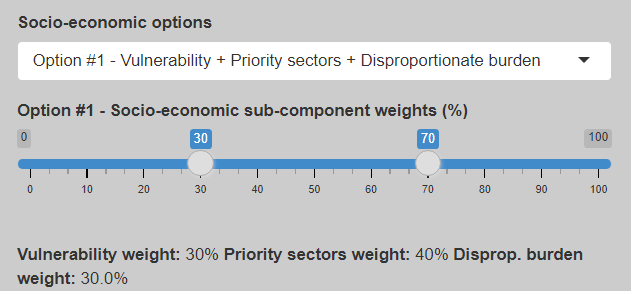 Socio-economic options
Option #1 - Vulnerability + Priority sectors + Disproportionate burden
Option #1 - Socio-economic sub-component weights (%)
0 30 70 100
0 10 20 30 40 50 60 70 80 90 100
Vulnerability weight: 30% Priority sectors weight: 40% Disprop. burden
weight: 30.0%